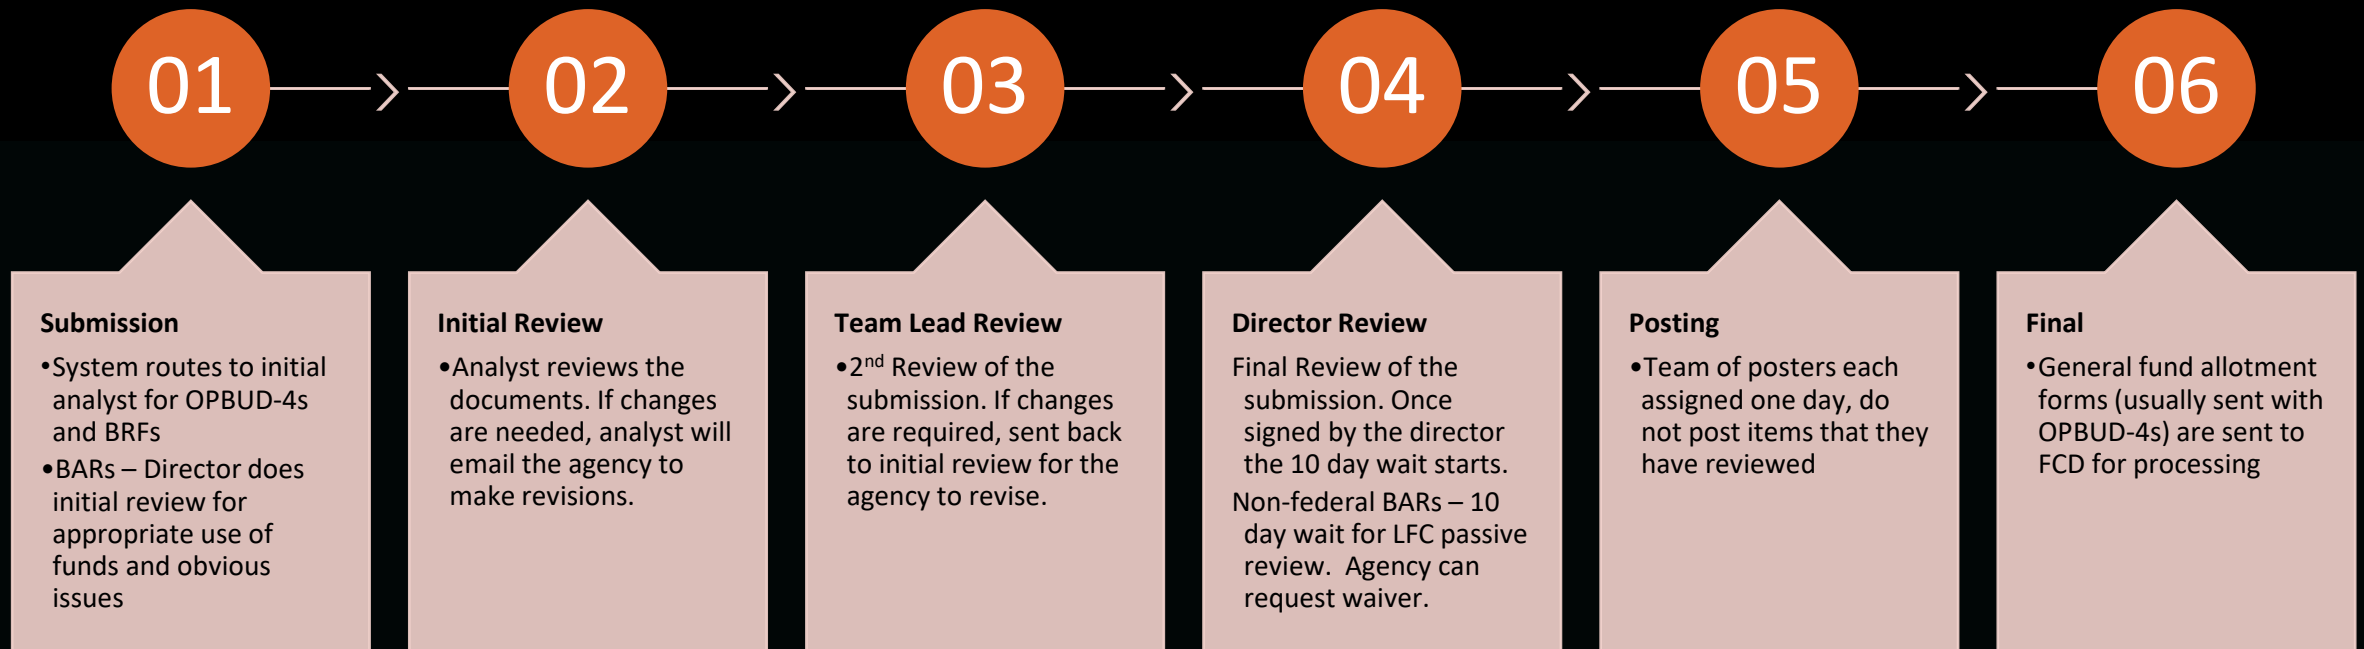 01
02
03
04
05
06
Submission
•System routes to initial
analyst for OPBUD-4s
and BRFs
•BARs – Director does
initial review for
appropriate use of
funds and obvious
issues
Initial Review
•Analyst reviews the
documents. If changes
are needed, analyst will
email the agency to
make revisions.
Team Lead Review
•2nd Review of the
submission. If changes
are required, sent back
to initial review for the
agency to revise.
Director Review
Final Review of the
submission. Once
signed by the director
the 10 day wait starts.
Non-federal BARs – 10
day wait for LFC passive
review.  Agency can
request waiver.
Posting
•Team of posters each
assigned one day, do
not post items that they
have reviewed
Final
•General fund allotment
forms (usually sent with
OPBUD-4s) are sent to
FCD for processing